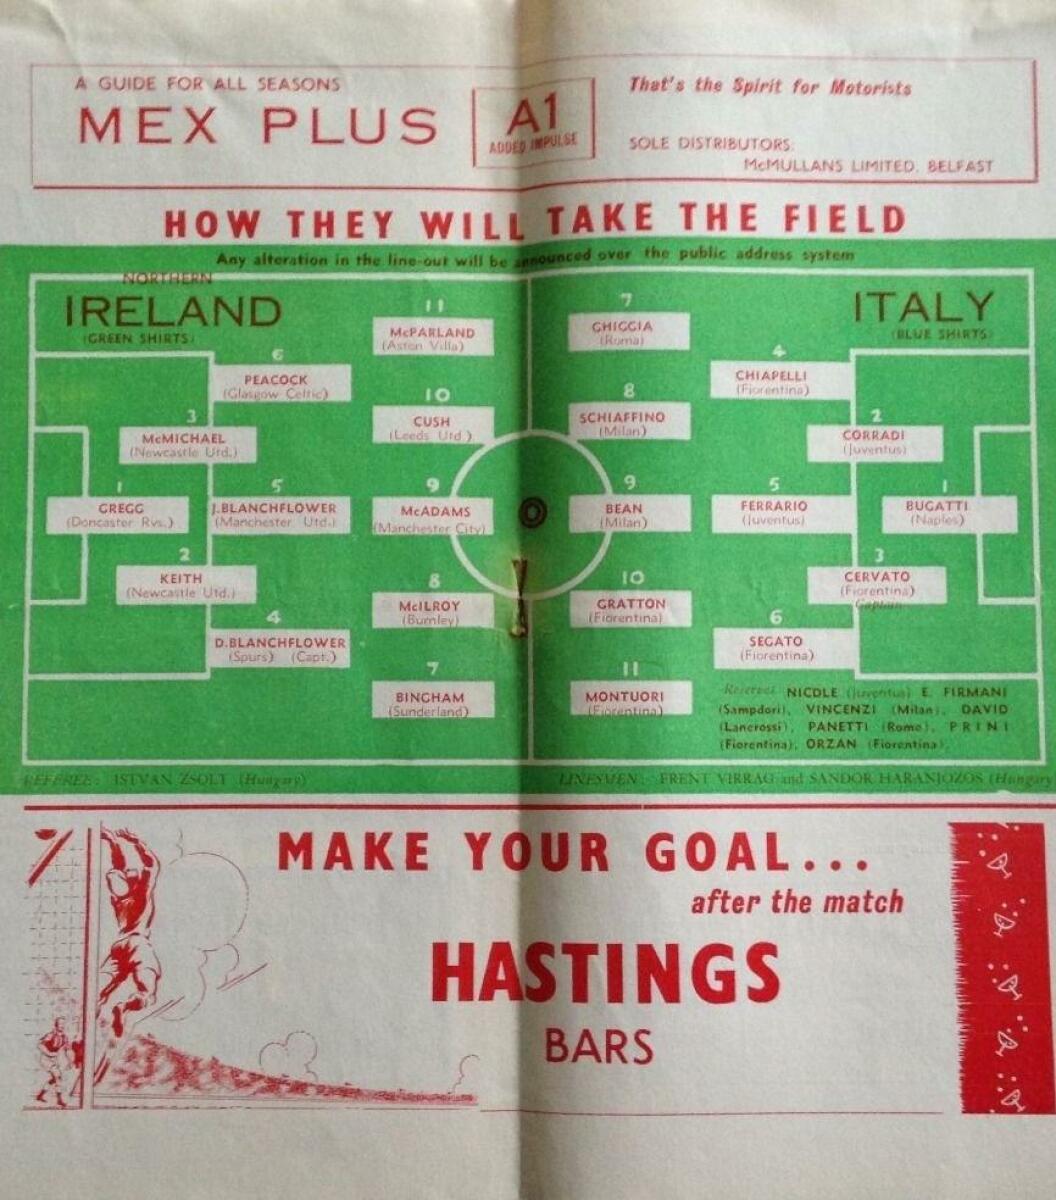 A GUIDE FOR ALL SEASONS
MEX PLUS
A1
ADDED IMPULSE
That's the Spirit for Motorists
SOLE DISTRIBUTORS:
McMULLANS LIMITED, BELFAST
HOW THEY WILL TAKE THE FIELD
Any alteration in the line-out will be announced over the public address system
NORTHERN
IRELAND
(GREEN SHIRTS)
1
GREGG
(Doncaster Rvs.)
3
McMICHAEL
(Newcastle Utd.)
2
KEITH
(Newcastle Utd.)
6
PEACOCK
(Glasgow Celtic)
5
J.BLANCHFLOWER
(Manchester Utd.)
4
D.BLANCHFLOWER
(Spurs) (Capt.)
11
McPARLAND
(Aston Villa)
10
CUSH
(Leeds Utd.)
9
McADAMS
(Manchester City)
8
McILROY
(Burnley)
7
BINGHAM
(Sunderland)
ITALY
(BLUE SHIRTS)
7
GHIGGIA
(Roma)
8
SCHIAFFINO
(Milan)
9
BEAN
(Milan)
10
GRATTON
(Fiorentina)
11
MONTUORI
(Fiorentina)
4
CHIAPELLI
(Fiorentina)
5
FERRARIO
(Juventus)
6
SEGATO
(Fiorentina)
2
CORRADI
(Juventus)
3
CERVATO
(Fiorentina)
Captain
1
BUGATTI
(Naples)
Reserves NICOLE (Juventus) E. FIRMANI
(Sampdori), VINCENZI (Milan), DAVID
(Lancrossi), PANETTI (Roma), PRINI
(Fiorentina), ORZAN (Fiorentina),
REFEREE: ISTVAN ZSOLT (Hungary)
LINESMEN: FRENT VIRRAG and SANDOR HARANJOZOS (Hungary
MAKE YOUR GOAL...
after the match
HASTINGS
BARS